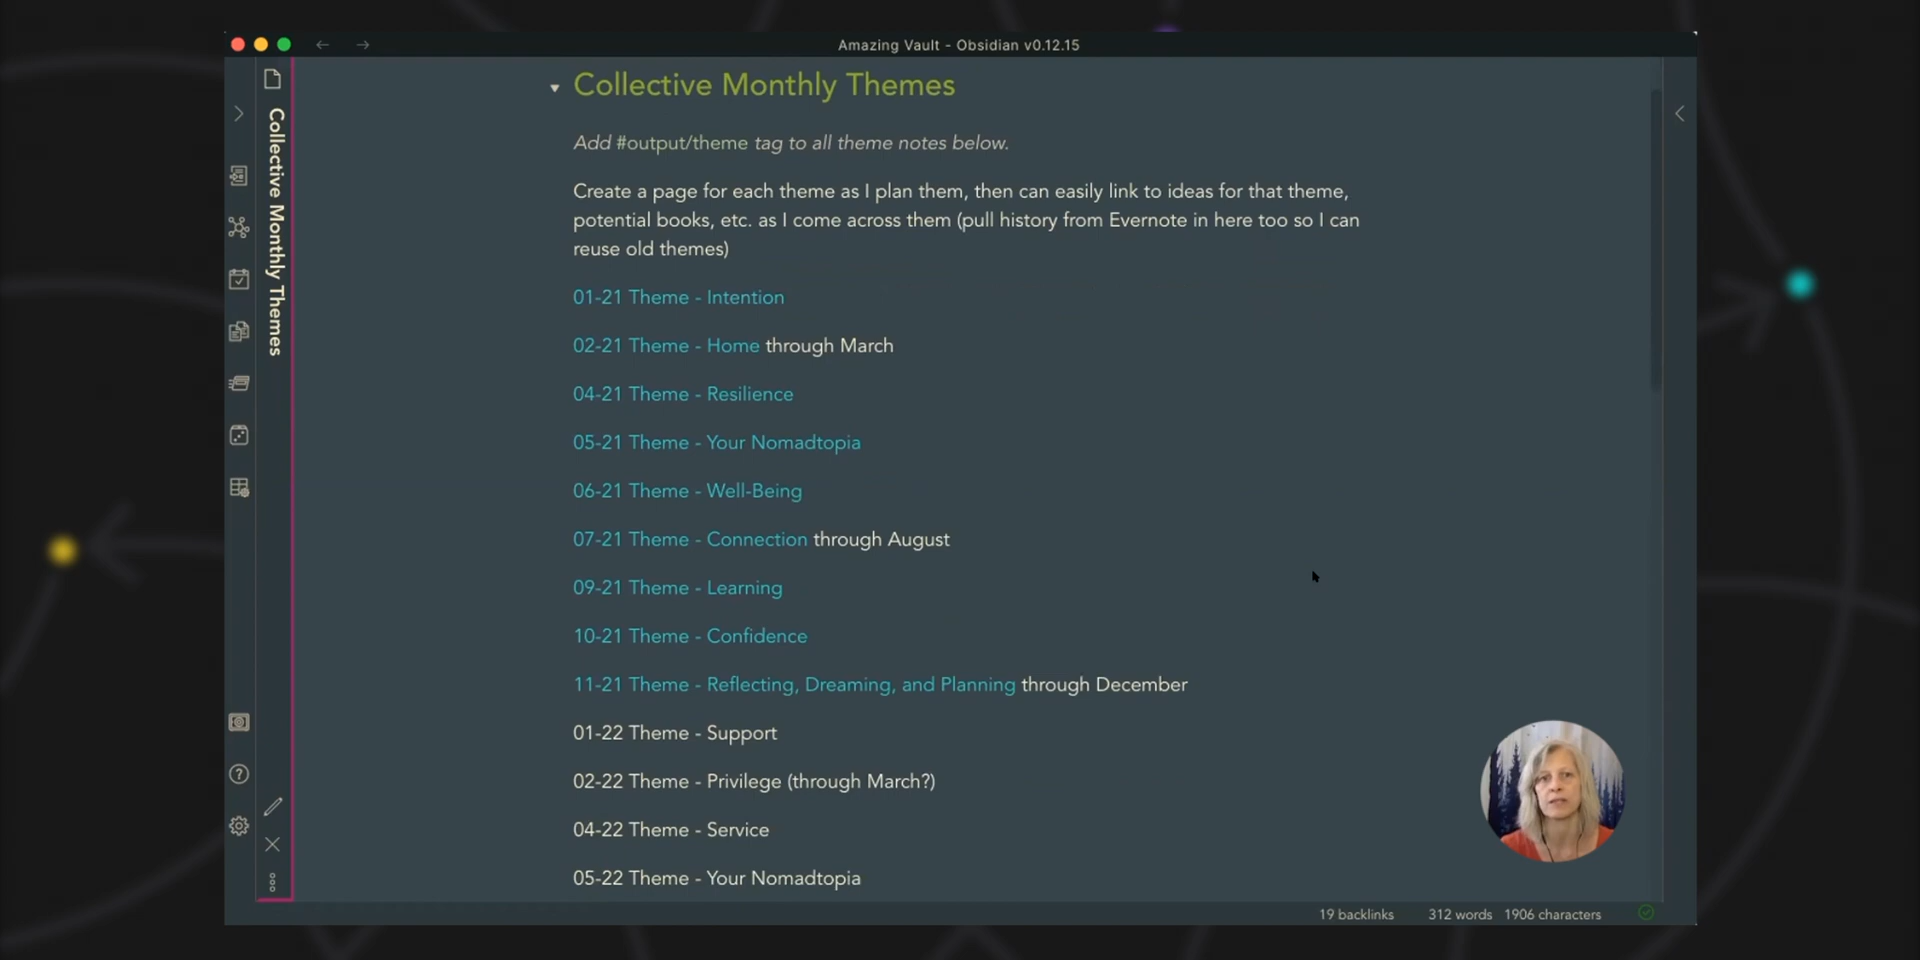 Amazing Vault - Obsidian v0.12.15
Collective Monthly Themes
Collective Monthly Themes
Add #output/theme tag to all theme notes below.
Create a page for each theme as I plan them, then can easily link to ideas for that theme,
potential books, etc. as I come across them (pull history from Evernote in here too so I can
reuse old themes)
01-21 Theme - Intention
02-21 Theme - Home through March
04-21 Theme - Resilience
05-21 Theme - Your Nomadtopia
06-21 Theme - Well-Being
07-21 Theme - Connection through August
09-21 Theme - Learning
10-21 Theme - Confidence
11-21 Theme - Reflecting, Dreaming, and Planning through December
01-22 Theme - Support
02-22 Theme - Privilege (through March?)
04-22 Theme - Service
05-22 Theme - Your Nomadtopia
19 backlinks 312 words 1906 characters